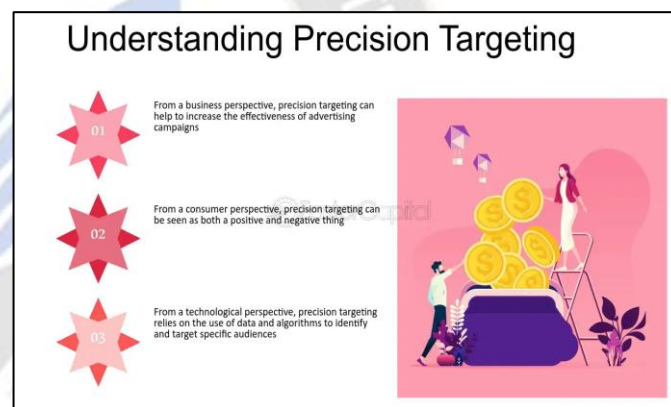 Understanding Precision Targeting
01
From a business perspective, precision targeting can
help to increase the effectiveness of advertising
campaigns
02
From a consumer perspective, precision targeting can
be seen as both a positive and negative thing
03
From a technological perspective, precision targeting
relies on the use of data and algorithms to identify
and target specific audiences